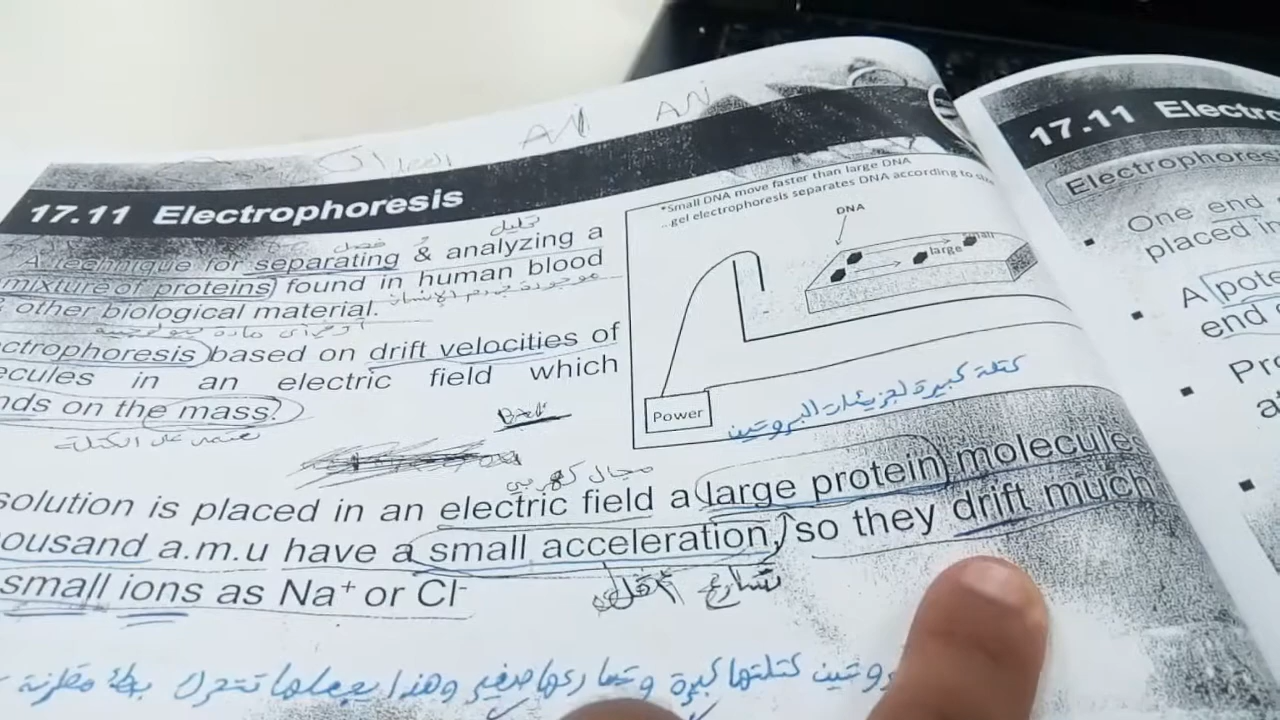 AN AN
17.11 Electrophoresis
تحليل
فصل &
A technique for separating & analyzing a
mixture of proteins found in human blood
موجودة في دم الإنسان
& other biological material.
أو أي مادة بيولوجية
ctrophoresis based on drift velocities of
ecules in an electric field which
nds on the mass.
تعتمد على الكتلة
*Small DNA move faster than large DNA
..gel electrophoresis separates DNA according to
DNA
small
large
Power
كتلة كبيرة لجزيئات البروتين
مجال كهربي
solution is placed in an electric field a large protein molecules
ousand a.m.u have a small acceleration, so they drift much
small ions as Na⁺ or Cl⁻
تسارع أقل
وتين كتلتها كبيرة وتسارعها صغير وهذا يجعلها تتحرك ببطء مقارنة
17.11 Electro
Electrophores
One end
placed in
A pote
end
Pro
a